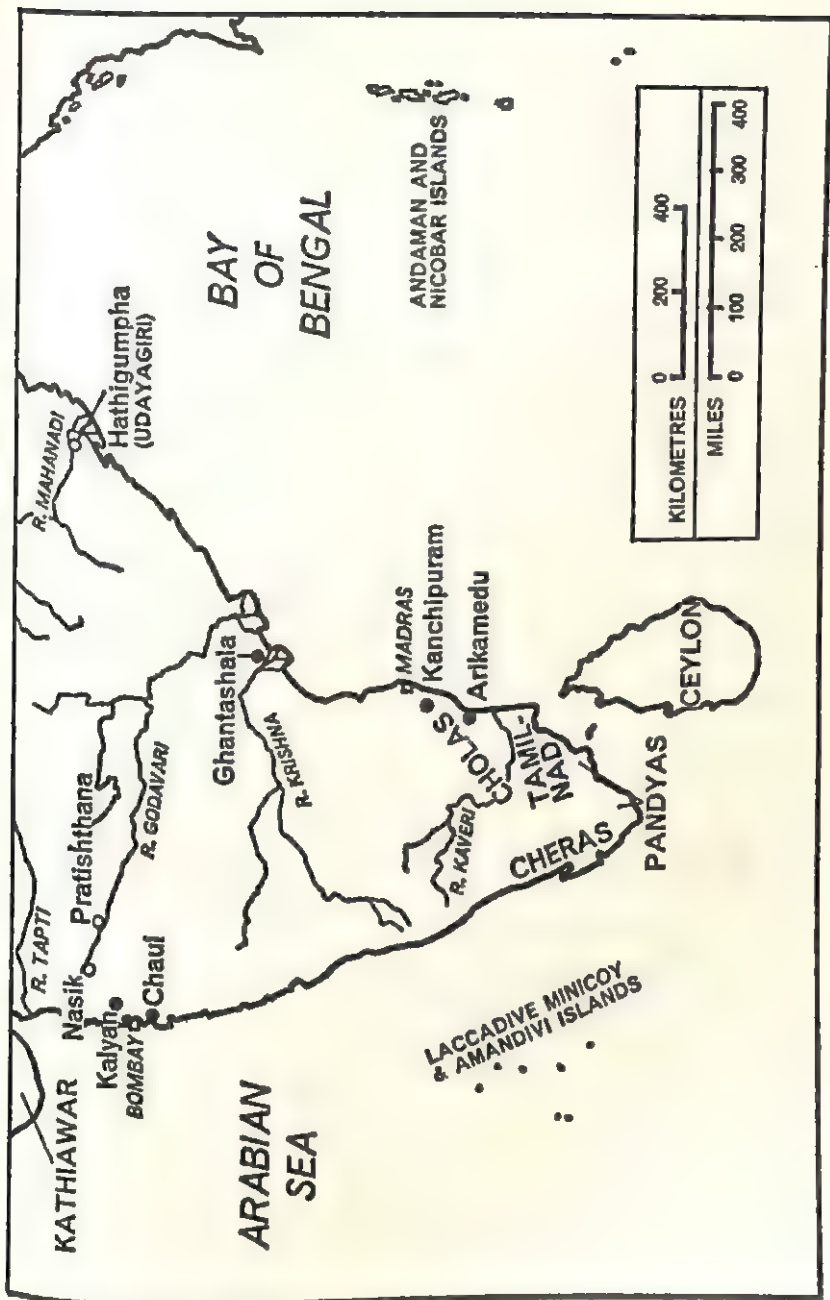 KATHIAWAR
R. TAPTI
Nasik
Pratishthana
Kalyan
BOMBAY
Chaul
R. GODAVARI
R. MAHANADI
Hathigumpha
(UDAYAGIRI)
Ghantashala
R. KRISHNA
ARABIAN
SEA
BAY
OF
BENGAL
MADRAS
Kanchipuram
Arikamedu
CHOLAS
R. KAVERI
TAMIL-
NAD
CHERAS
PANDYAS
CEYLON
LACCADIVE MINICOY
& AMANDIVI ISLANDS
ANDAMAN AND
NICOBAR ISLANDS
KILOMETRES 0 200 400
MILES 0 100 200 300 400